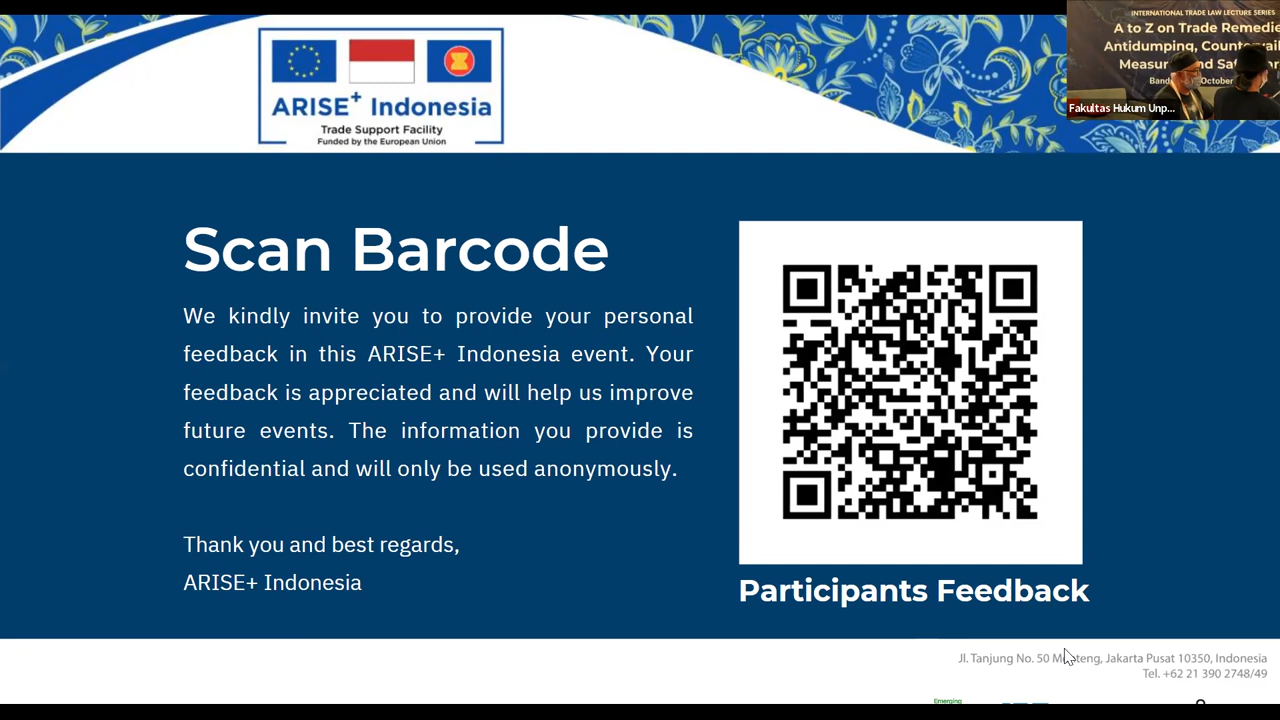 ARISE+ Indonesia
Trade Support Facility
Funded by the European Union
INTERNATIONAL TRADE LAW LECTURE SERIES
A to Z on Trade Remedie
Antidumping,
Fakultas Hukum Unp...
Scan Barcode
We kindly invite you to provide your personal
feedback in this ARISE+ Indonesia event. Your
feedback is appreciated and will help us improve
future events. The information you provide is
confidential and will only be used anonymously.
Thank you and best regards,
ARISE+ Indonesia
Participants Feedback
Jl. Tanjung No. 50 Jakarta Pusat 10350, Indonesia
Tel. +62 21 390 2748/49
Emerging